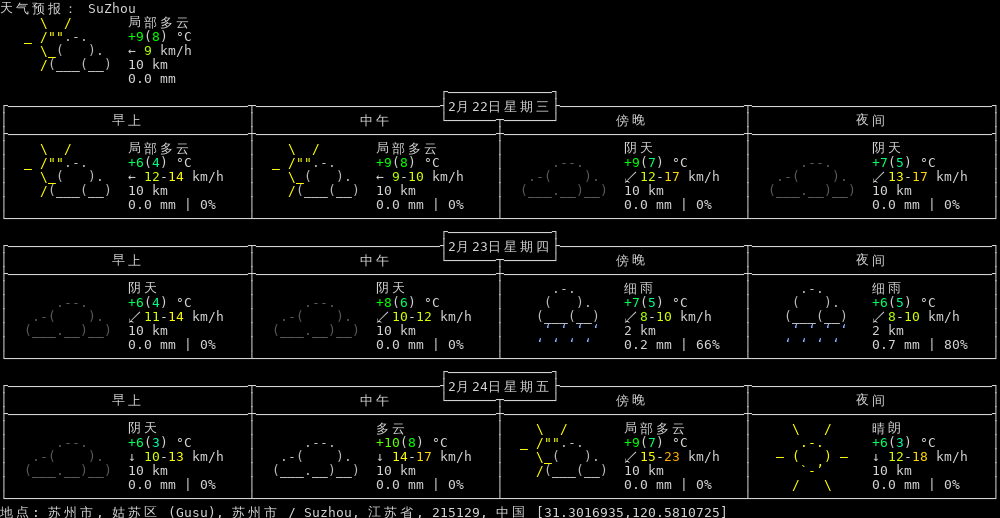 天气预报: SuZhou
局部多云
+9(8) °C
← 9 km/h
10 km
0.0 mm
2月22日星期三
早上 中午 傍晚 夜间
局部多云 局部多云 阴天 阴天
+6(4) °C +9(8) °C +9(7) °C +7(5) °C
← 12-14 km/h ← 9-10 km/h ↙ 12-17 km/h ↙ 13-17 km/h
10 km 10 km 10 km 10 km
0.0 mm | 0% 0.0 mm | 0% 0.0 mm | 0% 0.0 mm | 0%
2月23日星期四
早上 中午 傍晚 夜间
阴天 阴天 细雨 细雨
+6(4) °C +8(6) °C +7(5) °C +6(5) °C
↙ 11-14 km/h ↙ 10-12 km/h ↙ 8-10 km/h ↙ 8-10 km/h
10 km 10 km 2 km 2 km
0.0 mm | 0% 0.0 mm | 0% 0.2 mm | 66% 0.7 mm | 80%
2月24日星期五
早上 中午 傍晚 夜间
阴天 多云 局部多云 晴朗
+6(3) °C +10(8) °C +9(7) °C +6(3) °C
↓ 10-13 km/h ↓ 14-17 km/h ↙ 15-23 km/h ↓ 12-18 km/h
10 km 10 km 10 km 10 km
0.0 mm | 0% 0.0 mm | 0% 0.0 mm | 0% 0.0 mm | 0%
地点: 苏州市, 姑苏区 (Gusu), 苏州市 / Suzhou, 江苏省, 215129, 中国 [31.3016935,120.5810725]